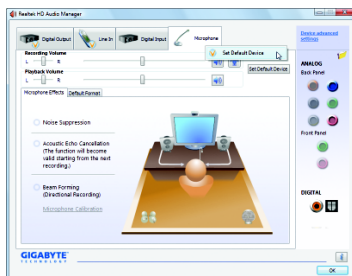 Realtek HD Audio Manager
Digital Output
Line In
Digital Input
Microphone
Device advanced
settings
Set Default Device
Recording Volume
L
R
Set Default Device
Playback Volume
L
R
Microphone Effects
Default Format
ANALOG
Back Panel
Noise Suppression
Acoustic Echo Cancellation
(The function will become
valid starting from the next
recording.)
Front Panel
Beam Forming
(Directional Recording)
Microphone Calibration
DIGITAL
GIGABYTE
TECHNOLOGY
i
OK